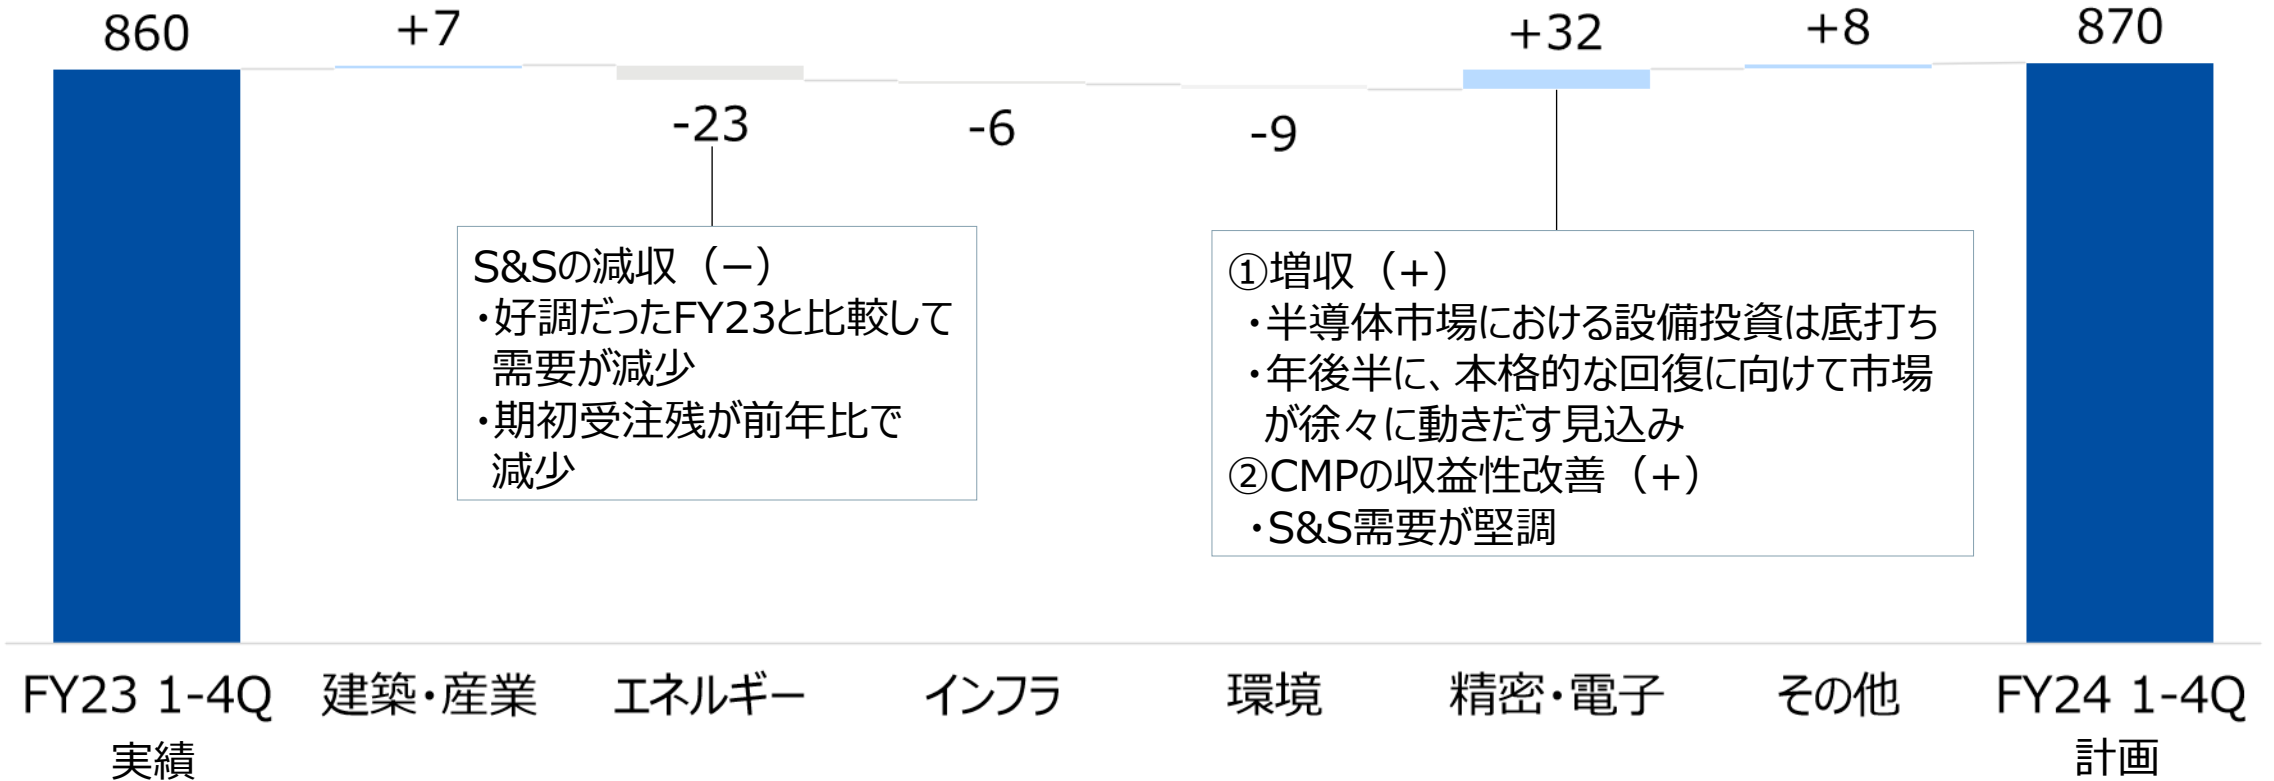 860
+7
-23
-6
-9
+32
+8
870
S&Sの減収（－）
・好調だったFY23と比較して
需要が減少
・期初受注残が前年比で
減少
①増収（+）
・半導体市場における設備投資は底打ち
・年後半に、本格的な回復に向けて市場
が徐々に動きだす見込み
②CMPの収益性改善（+）
・S&S需要が堅調
FY23 1-4Q
実績
建築・産業
エネルギー
インフラ
環境
精密・電子
その他
FY24 1-4Q
計画